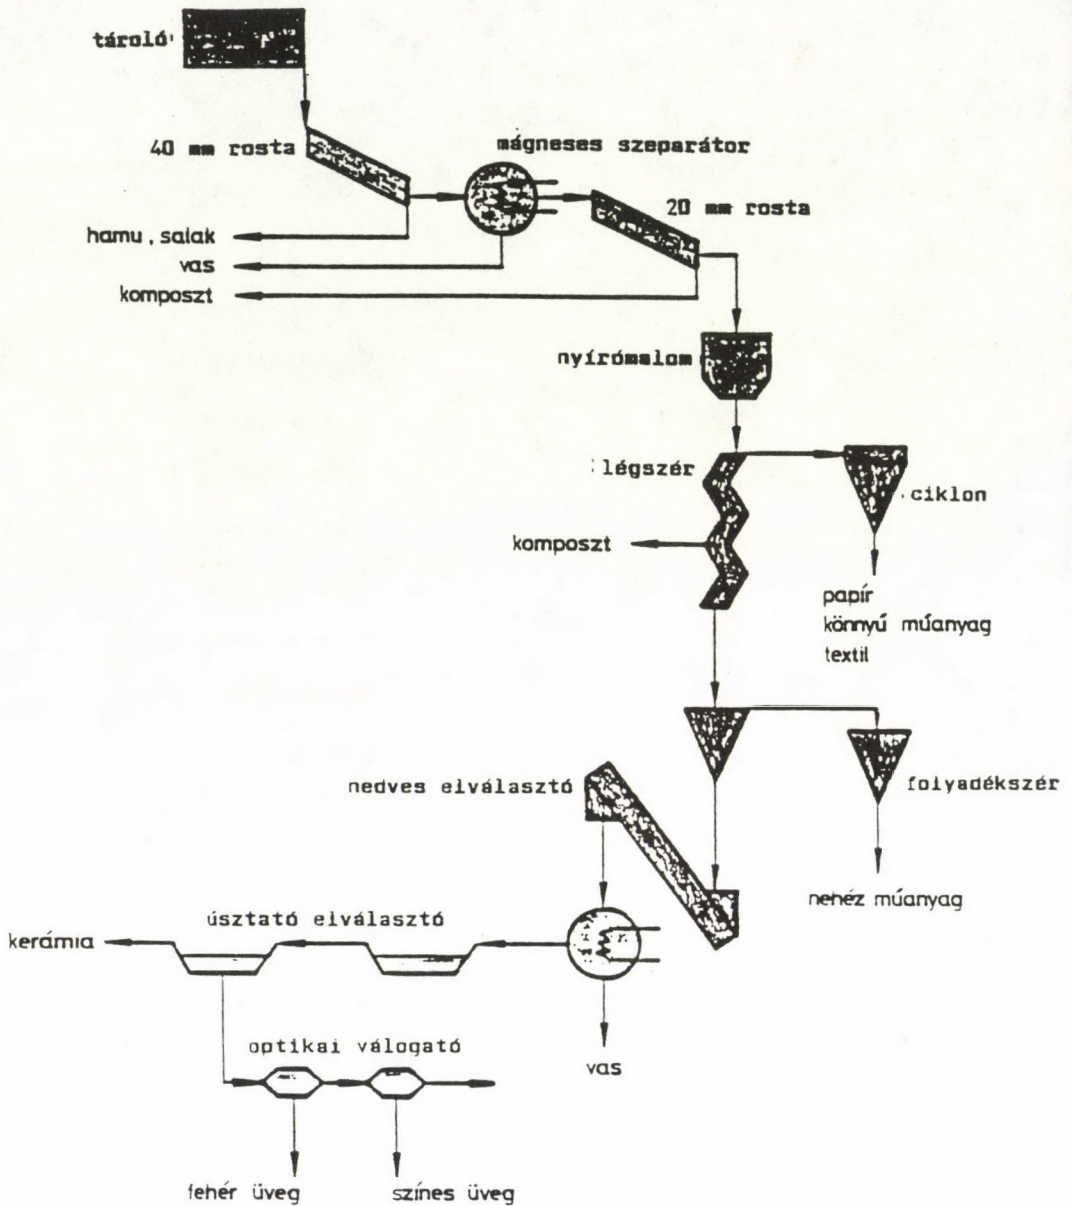 tároló
40 mm rosta
mágneses szeparátor
20 mm rosta
hamu, salak
vas
komposzt
nyírómalom
légszér
ciklon
komposzt
papír
könnyű műanyag
textil
nedves elválasztó
folyadékszér
nehéz műanyag
úsztató elválasztó
kerámia
optikai válogató
vas
fehér üveg
színes üveg